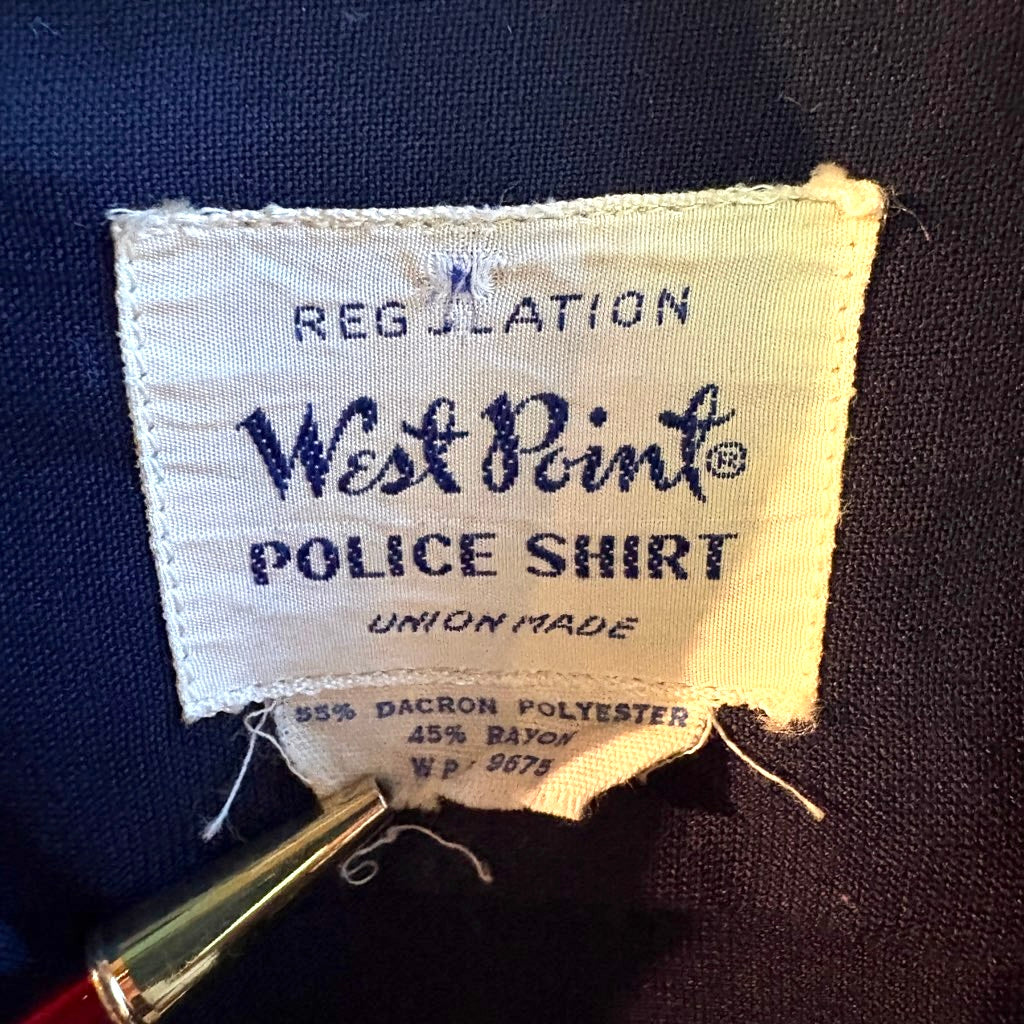 REGULATION
West Point®
POLICE SHIRT
UNION MADE
55% DACRON POLYESTER
45% RAYON
WP 9675